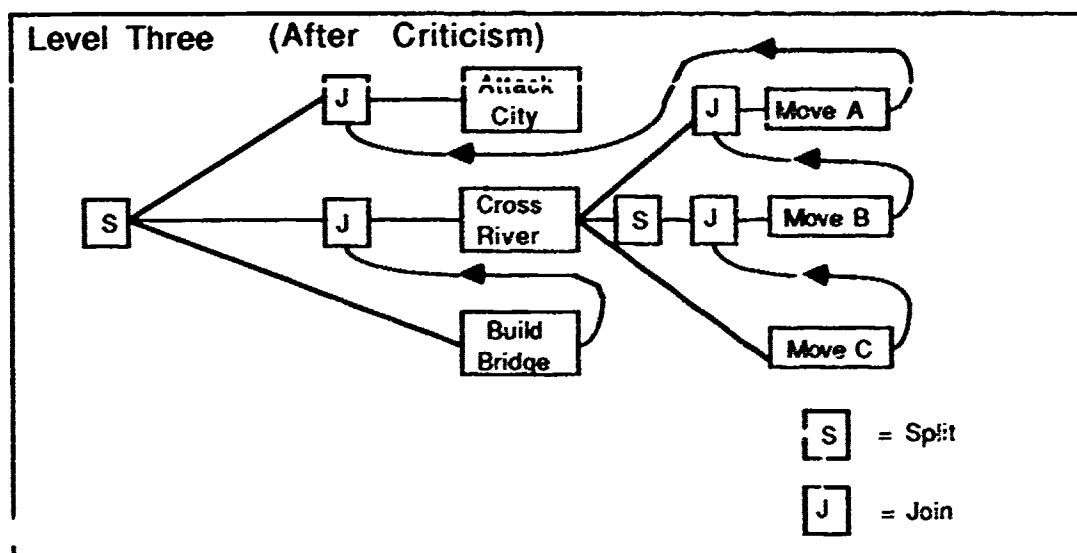 Level Three (After Criticism)
J
Attack
City
J
Move A
S
J
Cross
River
S
J
Move B
Build
Bridge
Move C
S = Split
J = Join